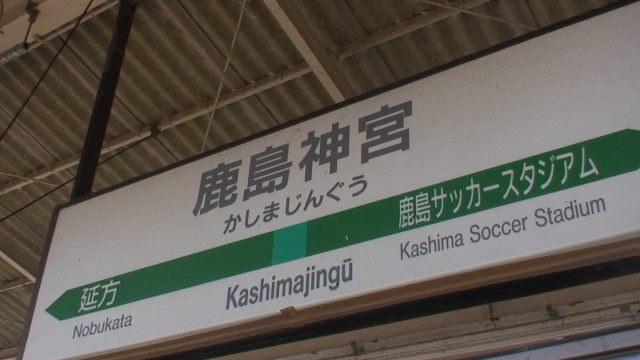 鹿島神宮
かしまじんぐう
延方
鹿島サッカースタジアム
Nobukata
Kashimajingū
Kashima Soccer Stadium